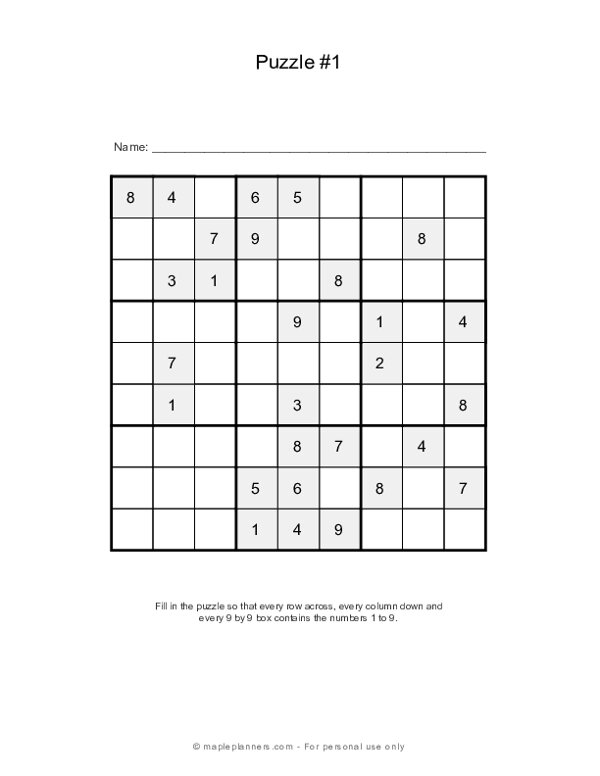 Puzzle #1
Name: ________________________________________________
8 4 6 5
7 9 8
3 1 8
9 1 4
7 2
1 3 8
8 7 4
5 6 8 7
1 4 9
Fill in the puzzle so that every row across, every column down and
every 9 by 9 box contains the numbers 1 to 9.
© mapleplanners.com - For personal use only